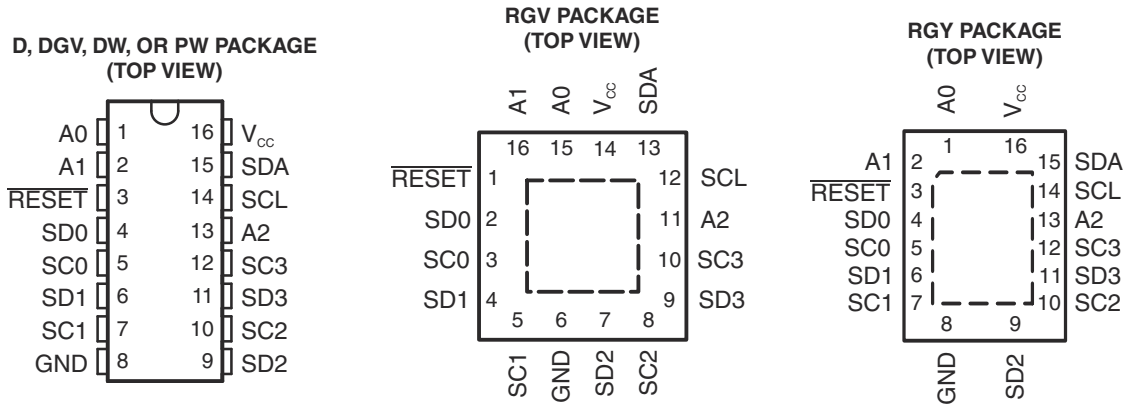 D, DGV, DW, OR PW PACKAGE
(TOP VIEW)
A0 1 16 Vcc
A1 2 15 SDA
RESET 3 14 SCL
SD0 4 13 A2
SC0 5 12 SC3
SD1 6 11 SD3
SC1 7 10 SC2
GND 8 9 SD2
RGV PACKAGE
(TOP VIEW)
A1 A0 Vcc SDA
16 15 14 13
RESET 1 12 SCL
SD0 2 11 A2
SC0 3 10 SC3
SD1 4 9 SD3
5 6 7 8
SC1 GND SD2 SC2
RGY PACKAGE
(TOP VIEW)
A0 Vcc
1 16
A1 2 15 SDA
RESET 3 14 SCL
SD0 4 13 A2
SC0 5 12 SC3
SD1 6 11 SD3
SC1 7 10 SC2
8 9
GND SD2